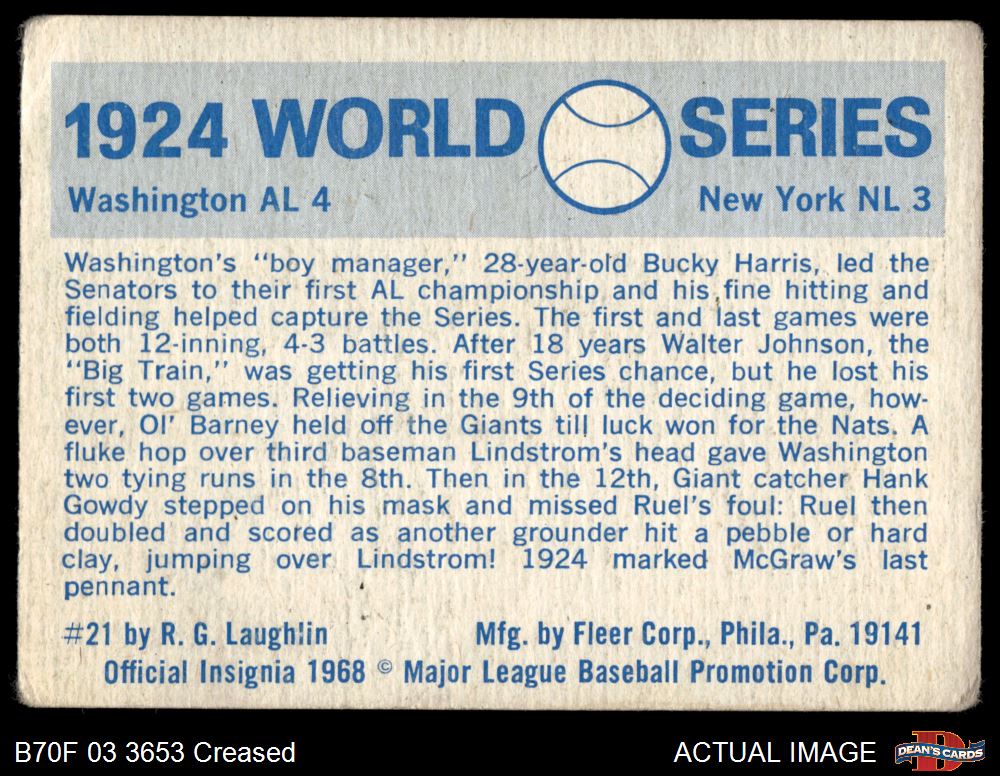 1924 WORLD SERIES
Washington AL 4 New York NL 3
Washington's "boy manager," 28-year-old Bucky Harris, led the
Senators to their first AL championship and his fine hitting and
fielding helped capture the Series. The first and last games were
both 12-inning, 4-3 battles. After 18 years Walter Johnson, the
"Big Train," was getting his first Series chance, but he lost his
first two games. Relieving in the 9th of the deciding game, how-
ever, Ol' Barney held off the Giants till luck won for the Nats. A
fluke hop over third baseman Lindstrom's head gave Washington
two tying runs in the 8th. Then in the 12th, Giant catcher Hank
Gowdy stepped on his mask and missed Ruel's foul: Ruel then
doubled and scored as another grounder hit a pebble or hard
clay, jumping over Lindstrom! 1924 marked McGraw's last
pennant.
#21 by R. G. Laughlin Mfg. by Fleer Corp., Phila., Pa. 19141
Official Insignia 1968 © Major League Baseball Promotion Corp.
B70F 03 3653 Creased ACTUAL IMAGE D DEAN'S CARDS